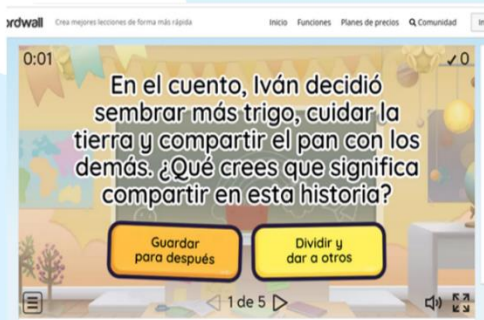 ordwall Crea mejores lecciones de forma más rápida Inicio Funciones Planes de precios Comunidad
0:01 ✓ 0
En el cuento, Iván decidió
sembrar más trigo, cuidar la
tierra y compartir el pan con los
demás. ¿Qué crees que significa
compartir en esta historia?
Guardar
para después
Dividir y
dar a otros
1 de 5